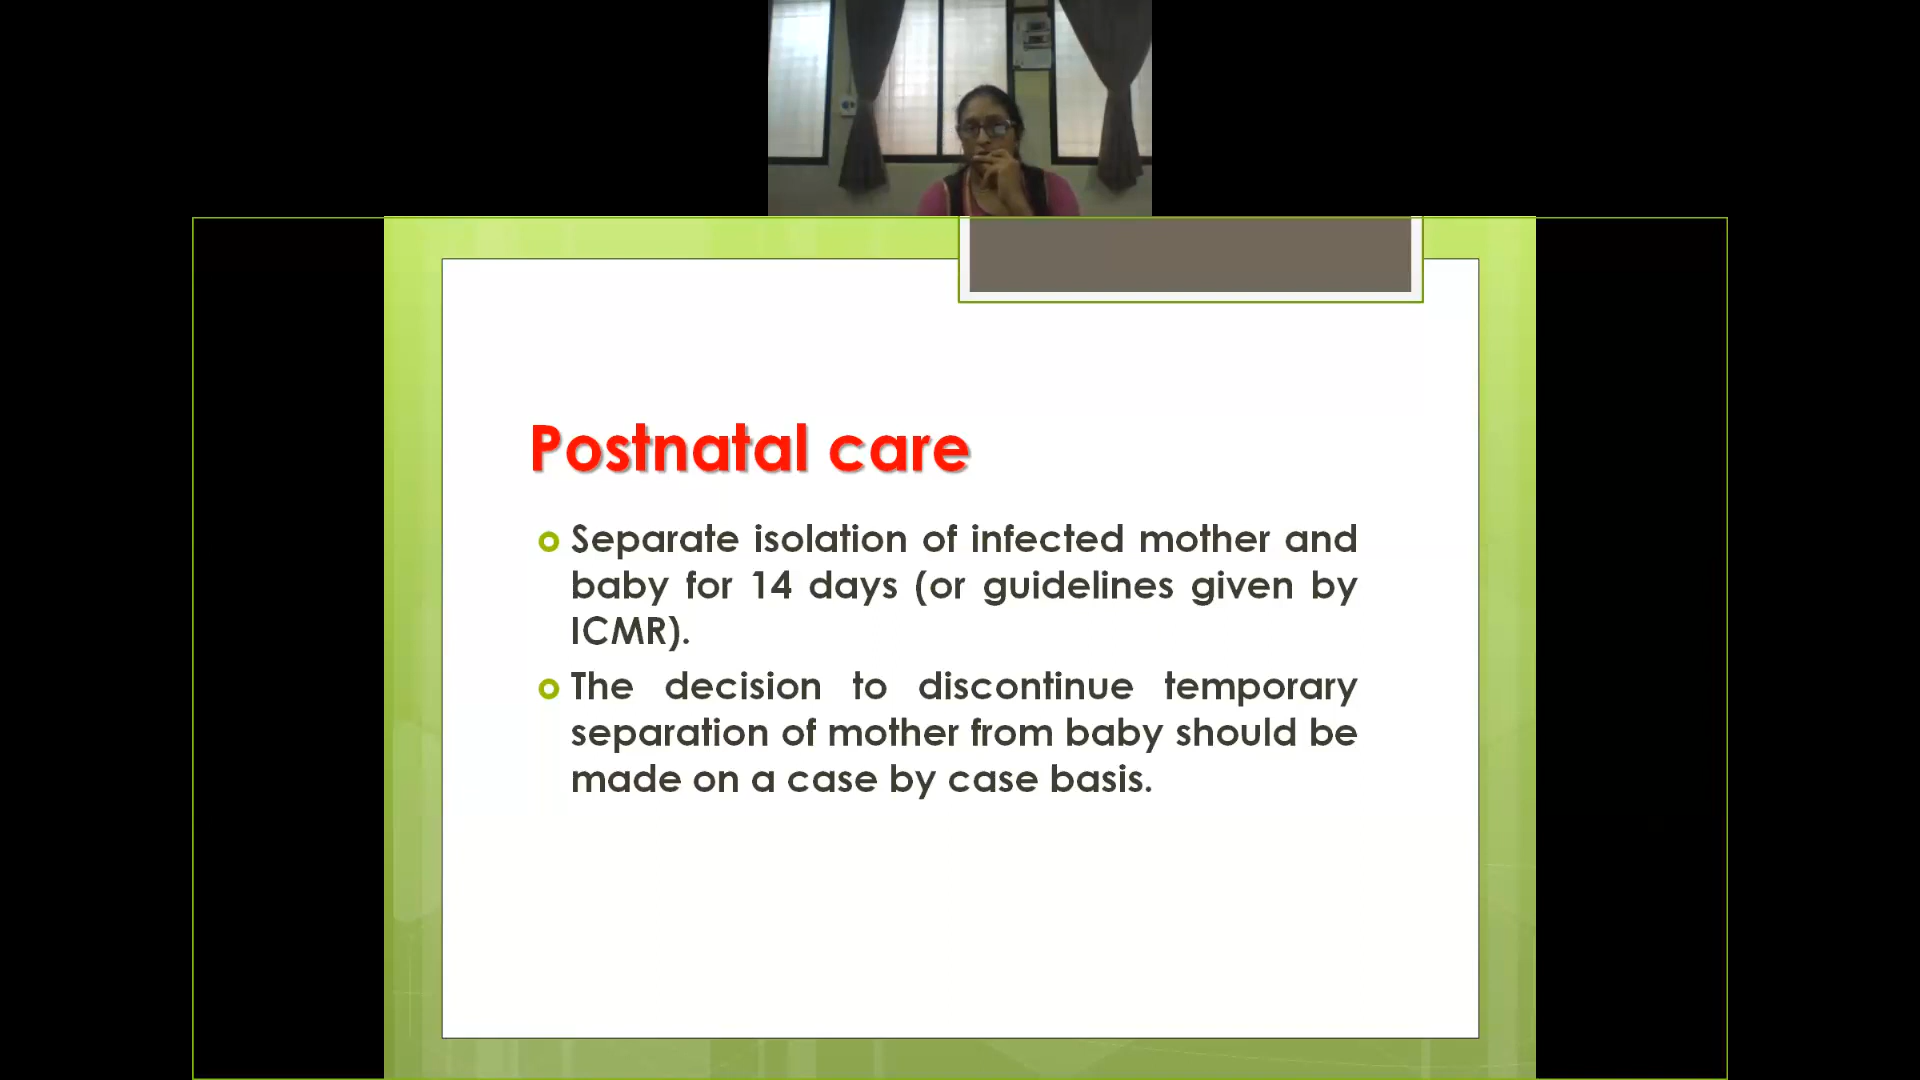 Postnatal care
Separate isolation of infected mother and
baby for 14 days (or guidelines given by
ICMR).
The decision to discontinue temporary
separation of mother from baby should be
made on a case by case basis.